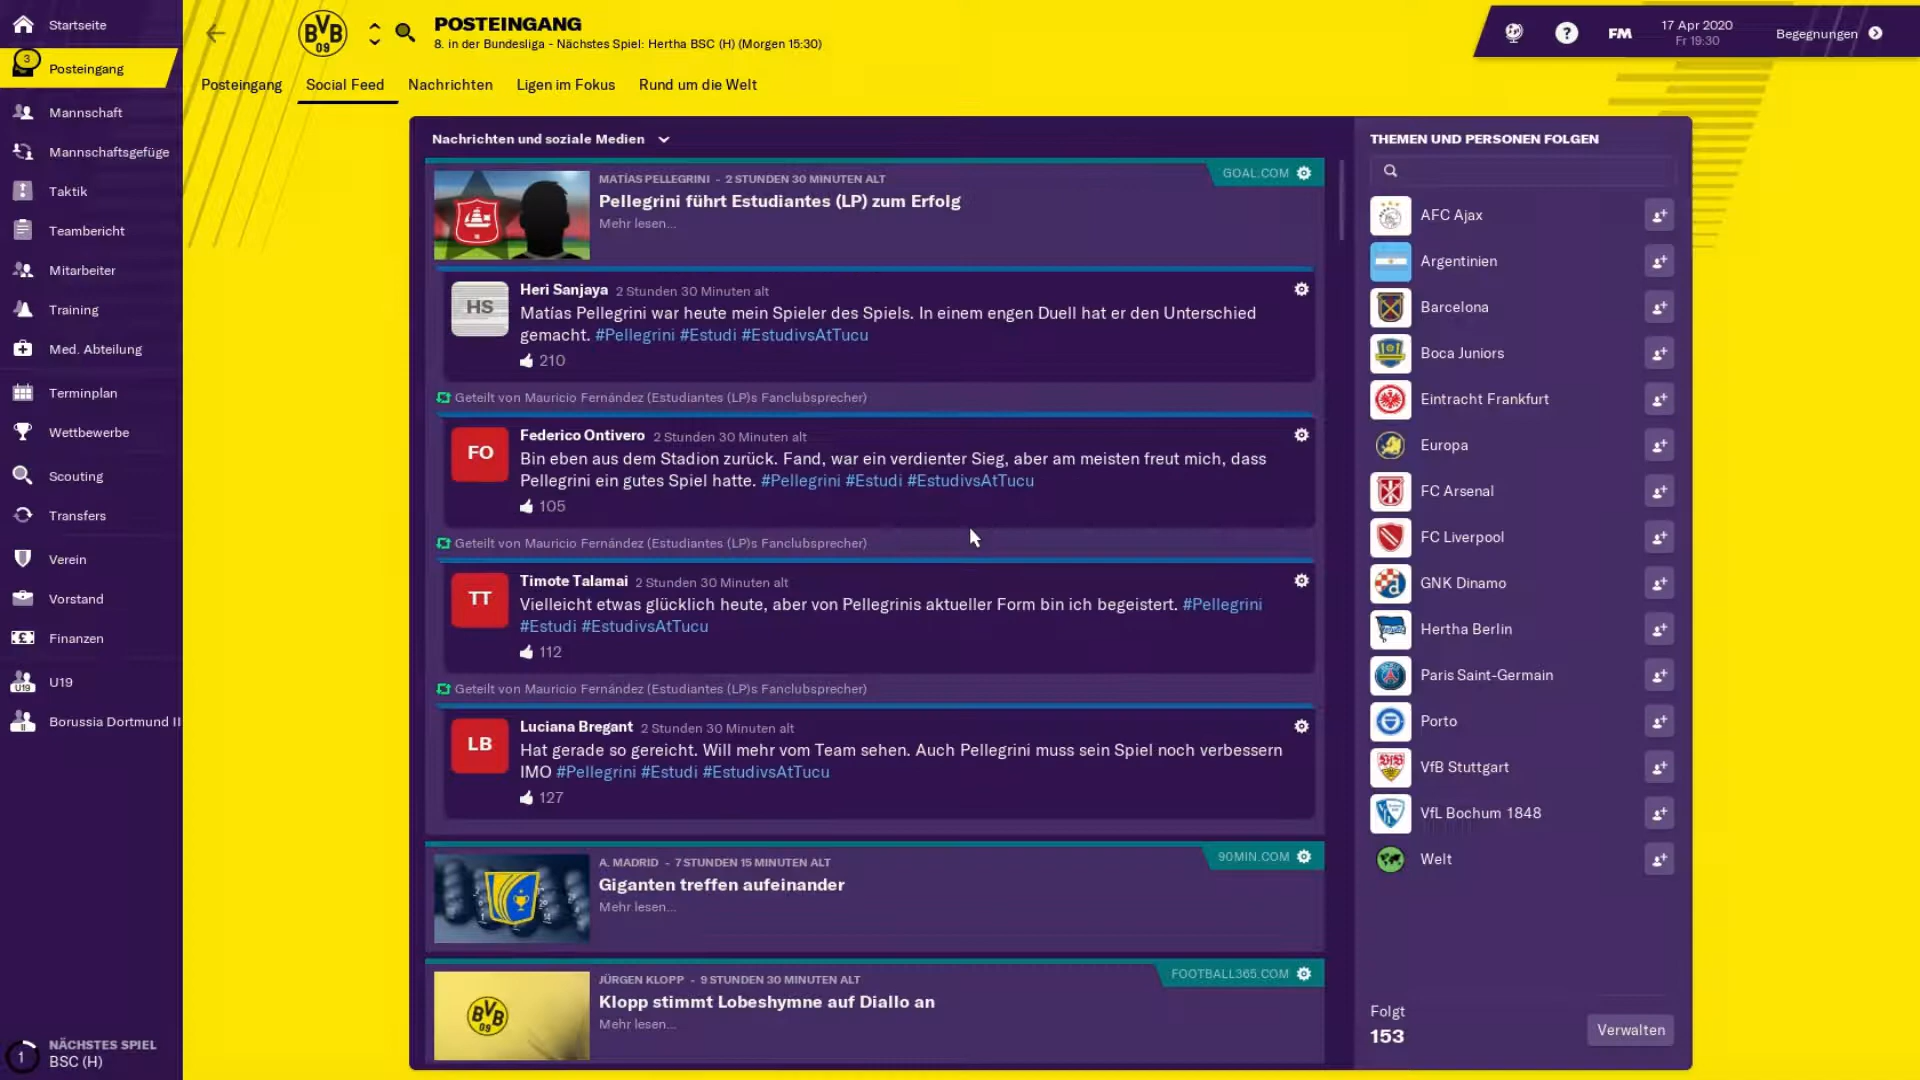 Startseite
3
Posteingang
Mannschaft
Mannschaftsgefüge
Taktik
Teambericht
Mitarbeiter
Training
Med. Abteilung
Terminplan
Wettbewerbe
Scouting
Transfers
Verein
Vorstand
Finanzen
U19
U19
II
Borussia Dortmund II
1
NÄCHSTES SPIEL
BSC (H)
BVB
09
POSTEINGANG
8. in der Bundesliga - Nächstes Spiel: Hertha BSC (H) (Morgen 15:30)
?
FM
17 Apr 2020
Fr 19:30
Begegnungen
Posteingang
Social Feed
Nachrichten
Ligen im Fokus
Rund um die Welt
Nachrichten und soziale Medien
MATÍAS PELLEGRINI - 2 STUNDEN 30 MINUTEN ALT
GOAL.COM
Pellegrini führt Estudiantes (LP) zum Erfolg
Mehr lesen...
HS
Heri Sanjaya 2 Stunden 30 Minuten alt
Matías Pellegrini war heute mein Spieler des Spiels. In einem engen Duell hat er den Unterschied
gemacht. #Pellegrini #Estudi #EstudivsAtTucu
210
Geteilt von Mauricio Fernández (Estudiantes (LP)s Fanclubsprecher)
FO
Federico Ontivero 2 Stunden 30 Minuten alt
Bin eben aus dem Stadion zurück. Fand, war ein verdienter Sieg, aber am meisten freut mich, dass
Pellegrini ein gutes Spiel hatte. #Pellegrini #Estudi #EstudivsAtTucu
105
Geteilt von Mauricio Fernández (Estudiantes (LP)s Fanclubsprecher)
TT
Timote Talamai 2 Stunden 30 Minuten alt
Vielleicht etwas glücklich heute, aber von Pellegrinis aktueller Form bin ich begeistert. #Pellegrini
#Estudi #EstudivsAtTucu
112
Geteilt von Mauricio Fernández (Estudiantes (LP)s Fanclubsprecher)
LB
Luciana Bregant 2 Stunden 30 Minuten alt
Hat gerade so gereicht. Will mehr vom Team sehen. Auch Pellegrini muss sein Spiel noch verbessern
IMO #Pellegrini #Estudi #EstudivsAtTucu
127
A. MADRID - 7 STUNDEN 15 MINUTEN ALT
90MIN.COM
Giganten treffen aufeinander
Mehr lesen...
JÜRGEN KLOPP - 9 STUNDEN 30 MINUTEN ALT
FOOTBALL365.COM
Klopp stimmt Lobeshymne auf Diallo an
Mehr lesen...
BVB
09
THEMEN UND PERSONEN FOLGEN
AFC Ajax
Argentinien
Barcelona
Boca Juniors
Eintracht Frankfurt
Europa
FC Arsenal
FC Liverpool
GNK Dinamo
Hertha Berlin
Paris Saint-Germain
Porto
VfB Stuttgart
VfL Bochum 1848
Welt
Folgt
153
Verwalten